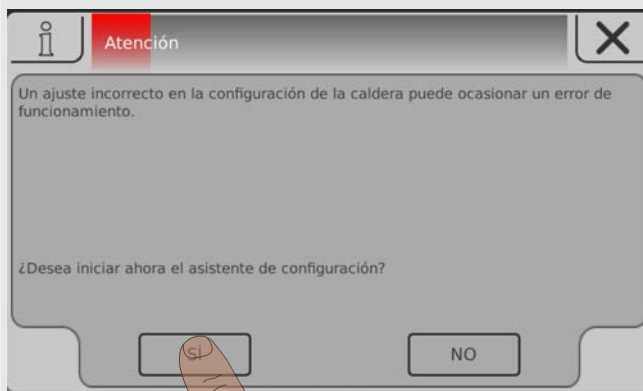 Atención
Un ajuste incorrecto en la configuración de la caldera puede ocasionar un error de
funcionamiento.
¿Desea iniciar ahora el asistente de configuración?
SÍ
NO